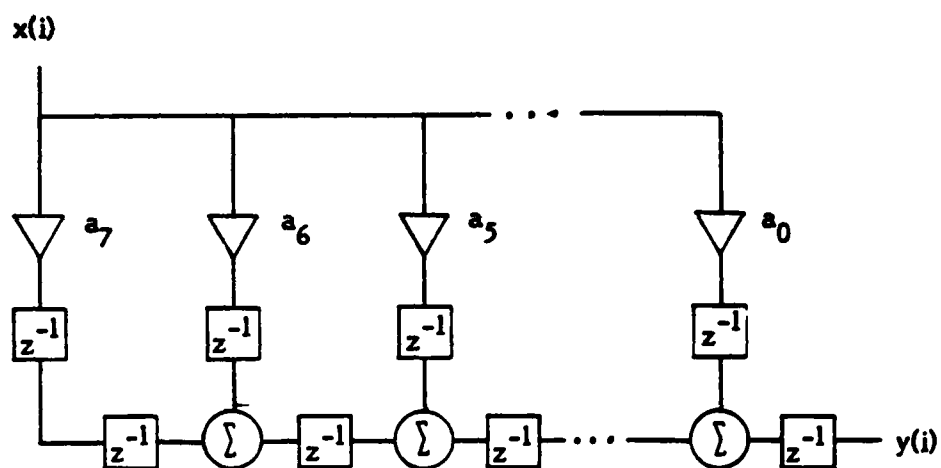 x(i)
. . .
a₇ a₆ a₅ a₀
z⁻¹ z⁻¹ z⁻¹ z⁻¹
z⁻¹ Σ z⁻¹ Σ z⁻¹ ... Σ z⁻¹ y(i)